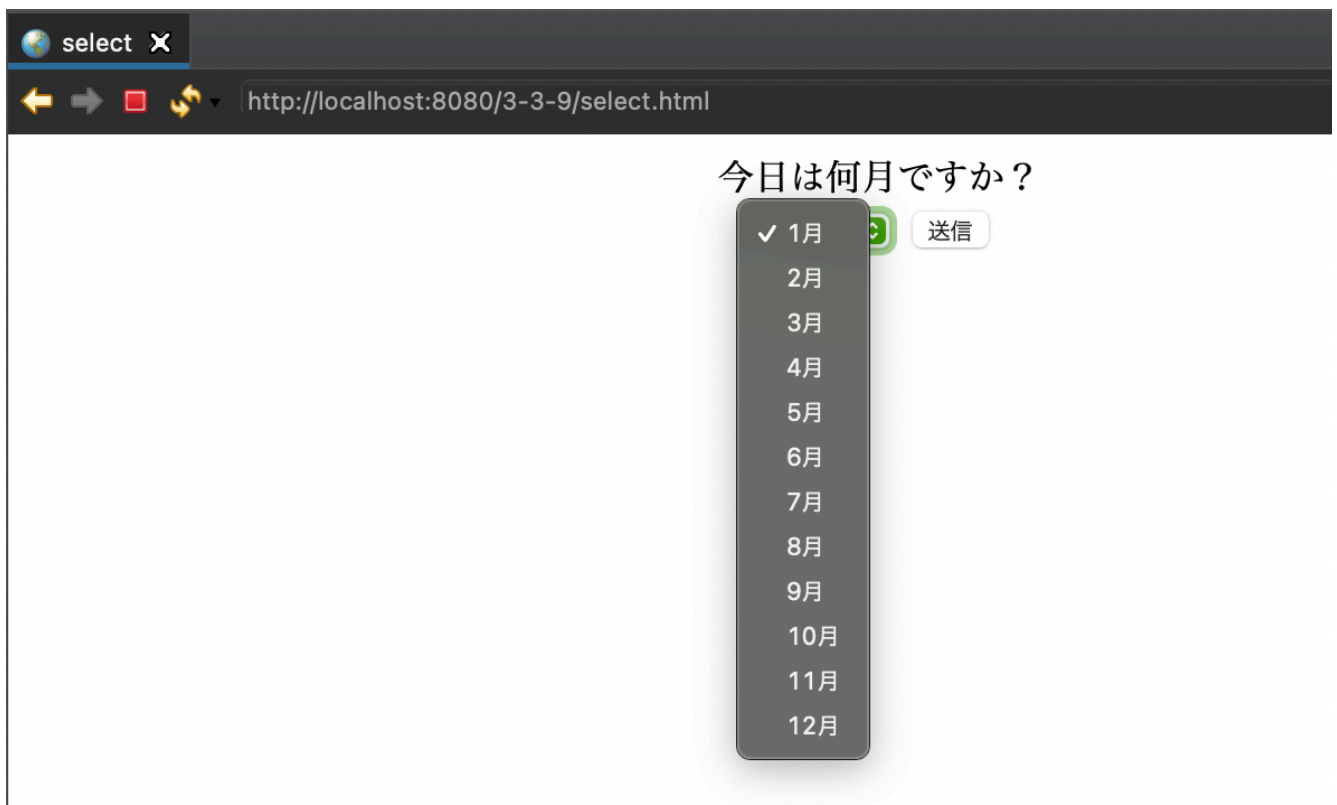 select
http://localhost:8080/3-3-9/select.html
今日は何月ですか？
1月 送信
2月
3月
4月
5月
6月
7月
8月
9月
10月
11月
12月